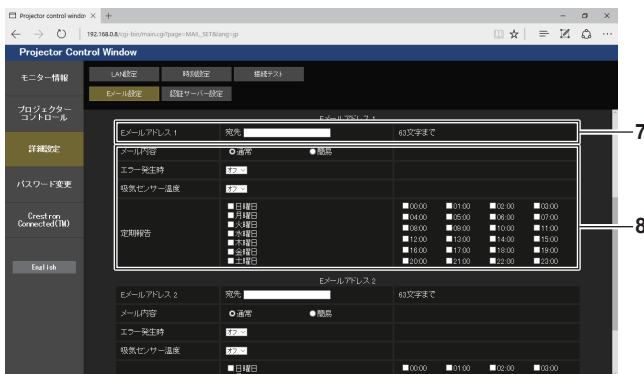 Projector control window
192.168.0.8/cgi-bin/main.cgi?page=MAIL_SET&lang=jp
Projector Control Window
モニター情報
プロジェクター
コントロール
詳細設定
パスワード変更
Crestron
Connected(TM)
English
LAN設定 時刻設定 接続テスト
Eメール設定 認証サーバー設定
Eメールアドレス 1
Eメールアドレス 1 宛先 63文字まで
7
メール内容 通常 簡易
エラー発生時 オフ
吸気センサー温度 オフ
定期報告
日曜日
月曜日
火曜日
水曜日
木曜日
金曜日
土曜日
00:00 01:00 02:00 03:00
04:00 05:00 06:00 07:00
08:00 09:00 10:00 11:00
12:00 13:00 14:00 15:00
16:00 17:00 18:00 19:00
20:00 21:00 22:00 23:00
8
Eメールアドレス 2
Eメールアドレス 2 宛先 63文字まで
メール内容 通常 簡易
エラー発生時 オフ
吸気センサー温度 オフ
日曜日 00:00 01:00 02:00 03:00